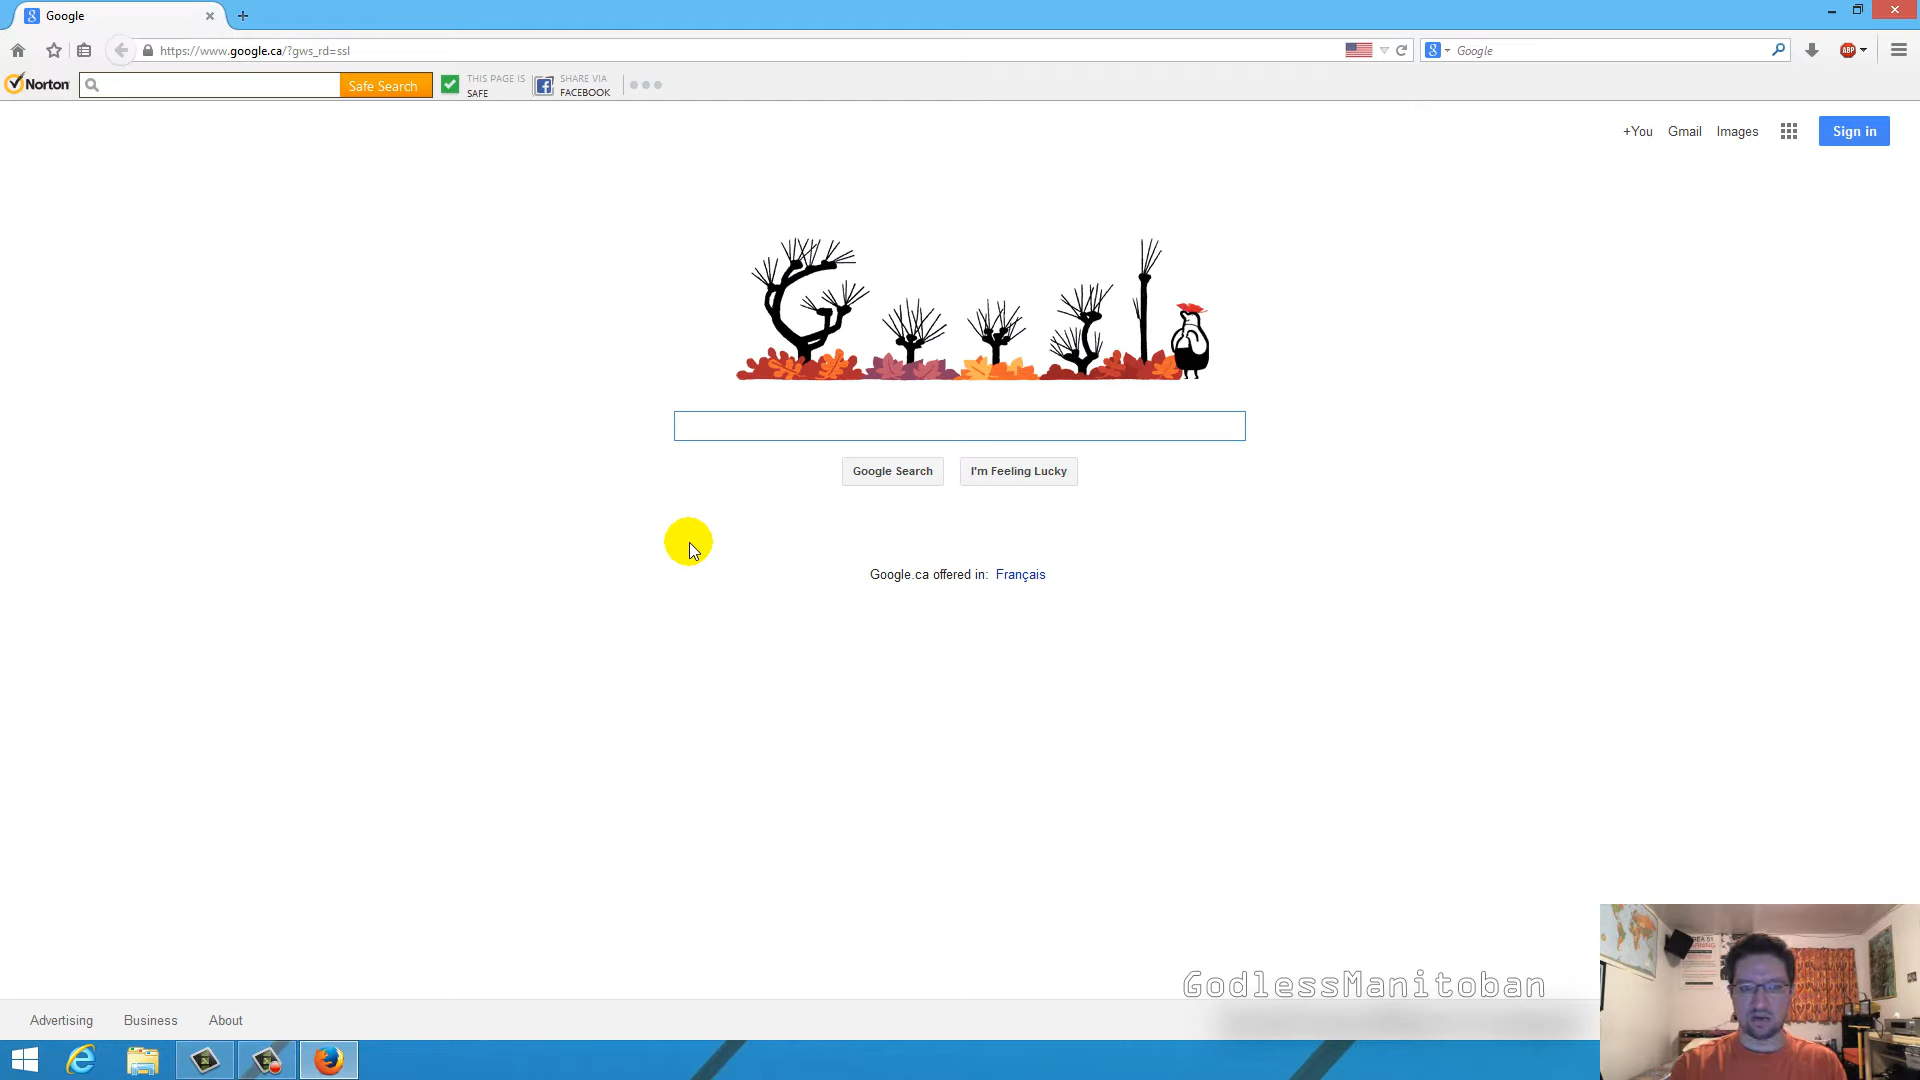 Google
https://www.google.ca/?gws_rd=ssl
Google
Norton
Safe Search
THIS PAGE IS
SAFE
SHARE VIA
FACEBOOK
+You
Gmail
Images
Sign in
Google Search
I'm Feeling Lucky
Google.ca offered in: Français
GodlessManitoban
Advertising
Business
About